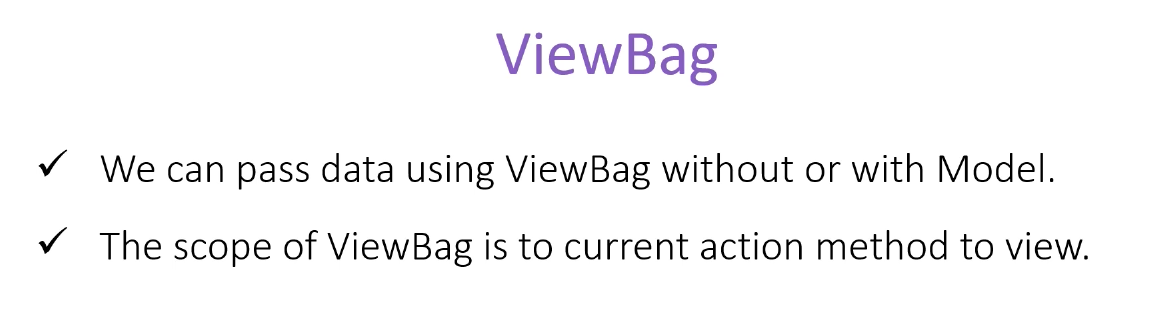 ViewBag
✓ We can pass data using ViewBag without or with Model.
✓ The scope of ViewBag is to current action method to view.